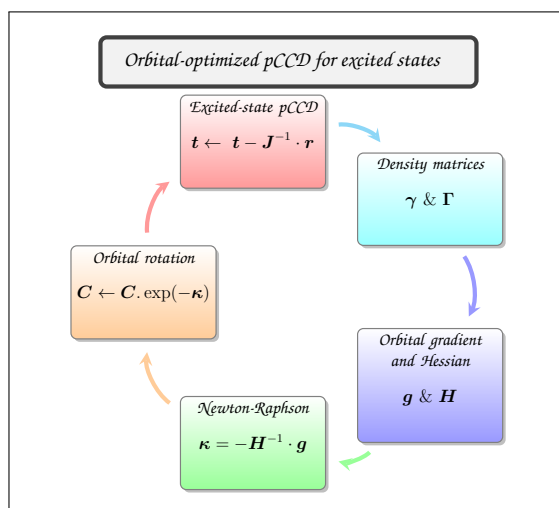 Orbital-optimized pCCD for excited states
Excited-state pCCD
t ← t − J⁻¹ · r
Density matrices
γ & Γ
Orbital gradient
and Hessian
g & H
Newton-Raphson
κ = −H⁻¹ · g
Orbital rotation
C ← C. exp(−κ)